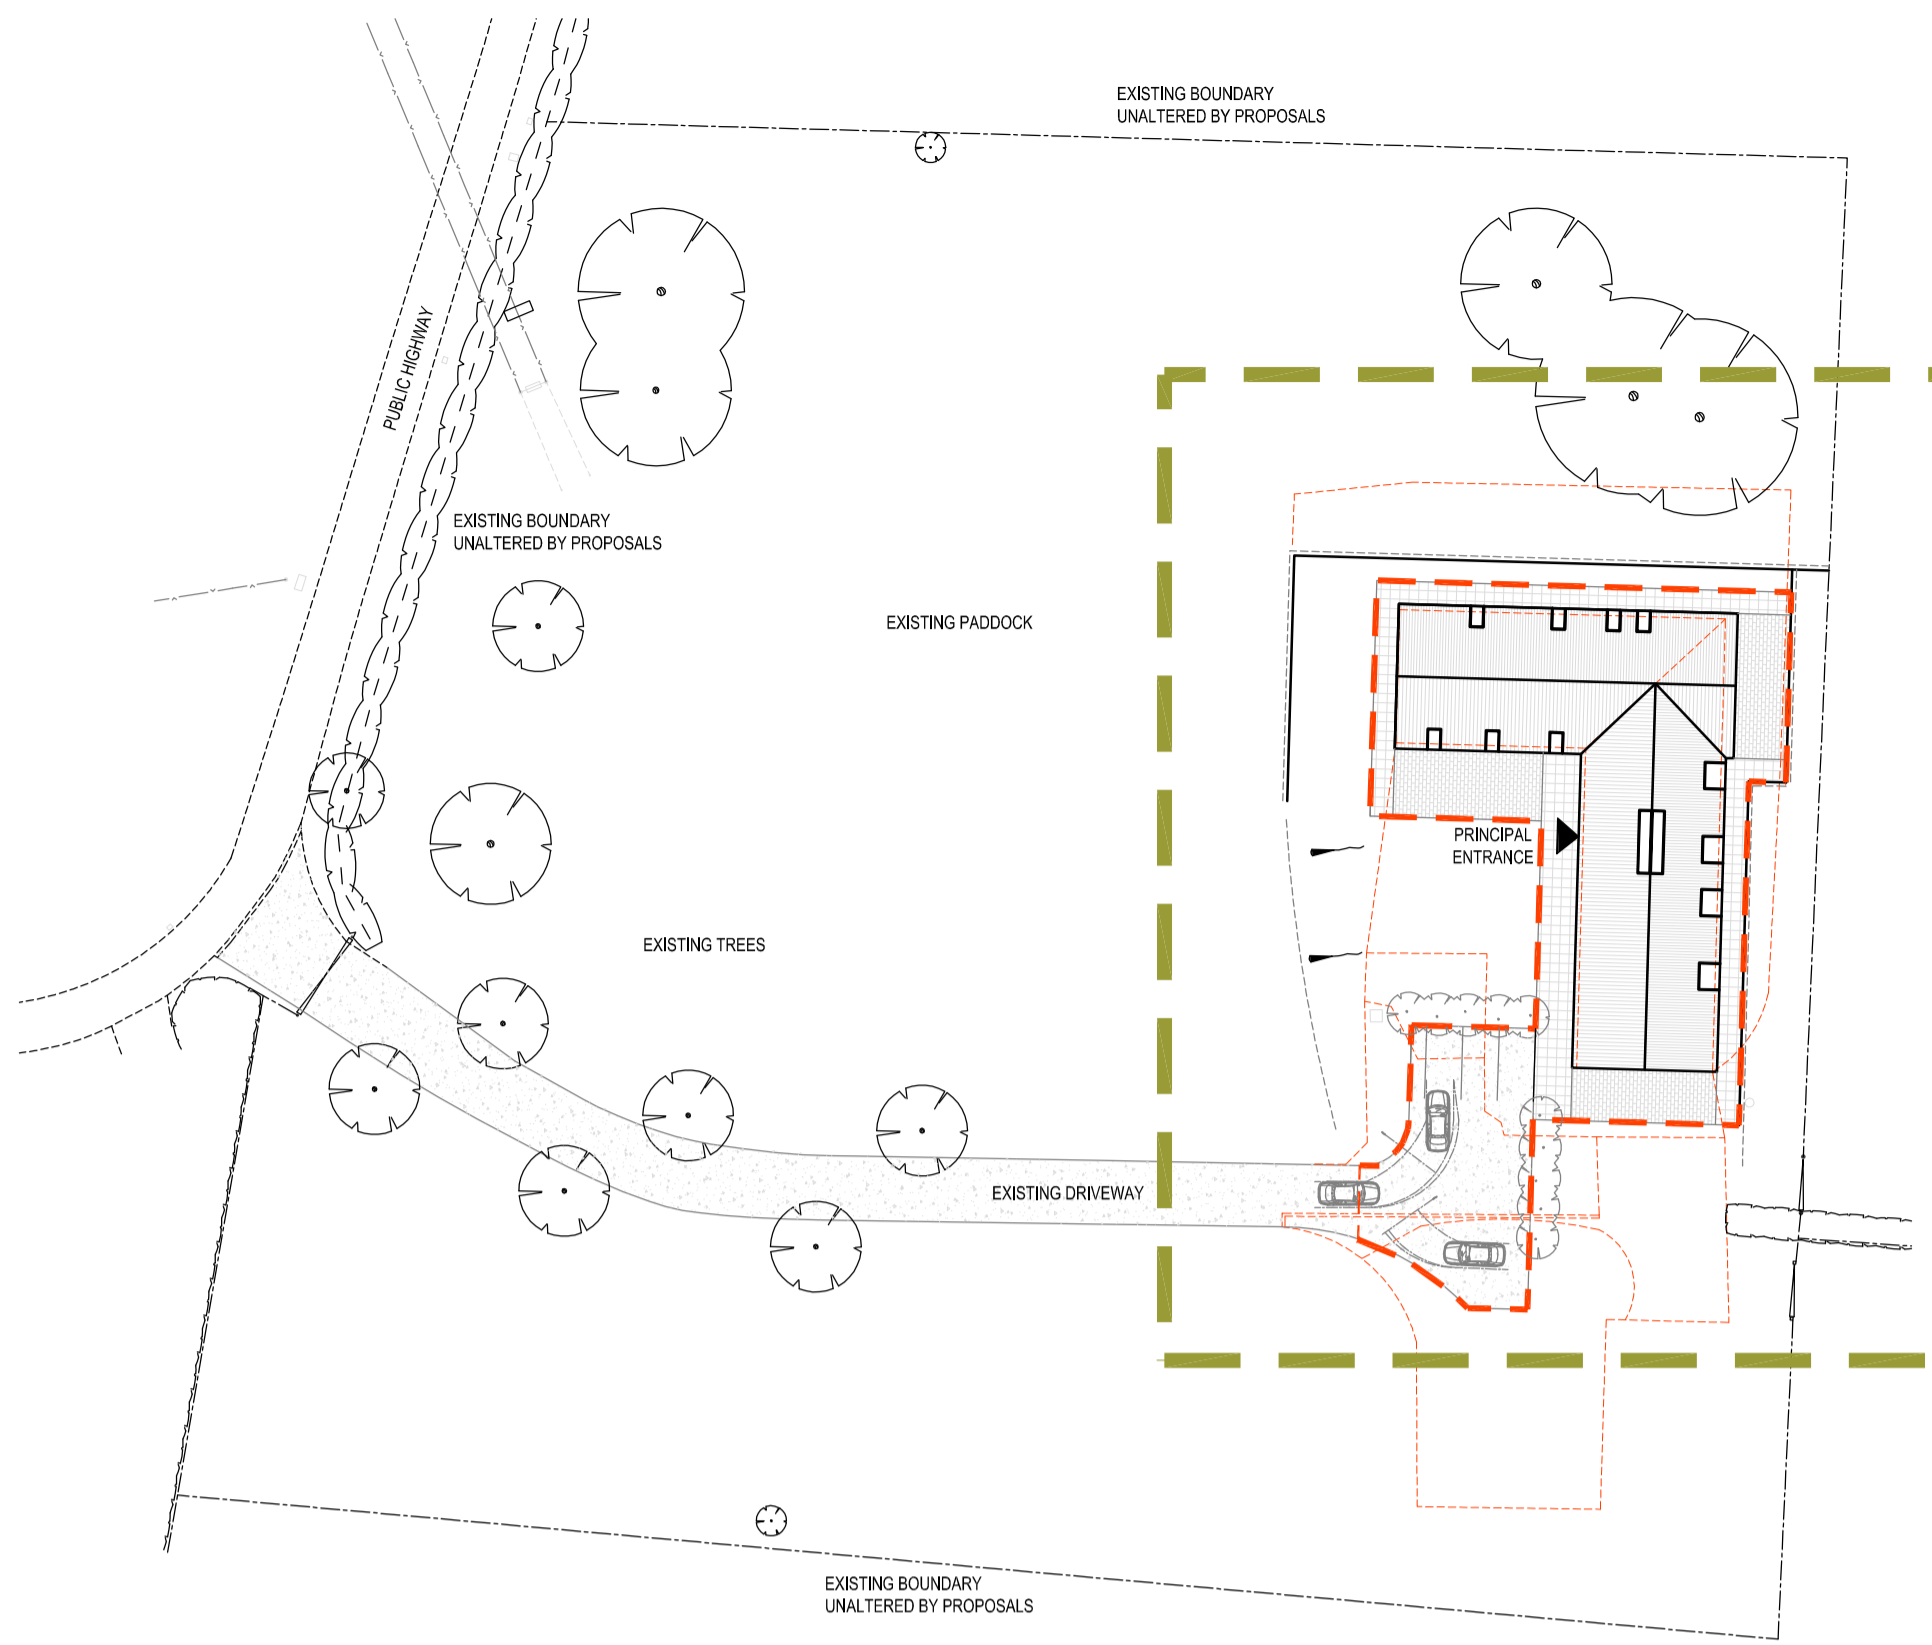 EXISTING BOUNDARY
UNALTERED BY PROPOSALS
PUBLIC HIGHWAY
EXISTING BOUNDARY
UNALTERED BY PROPOSALS
EXISTING PADDOCK
PRINCIPAL
ENTRANCE
EXISTING TREES
EXISTING DRIVEWAY
EXISTING BOUNDARY
UNALTERED BY PROPOSALS